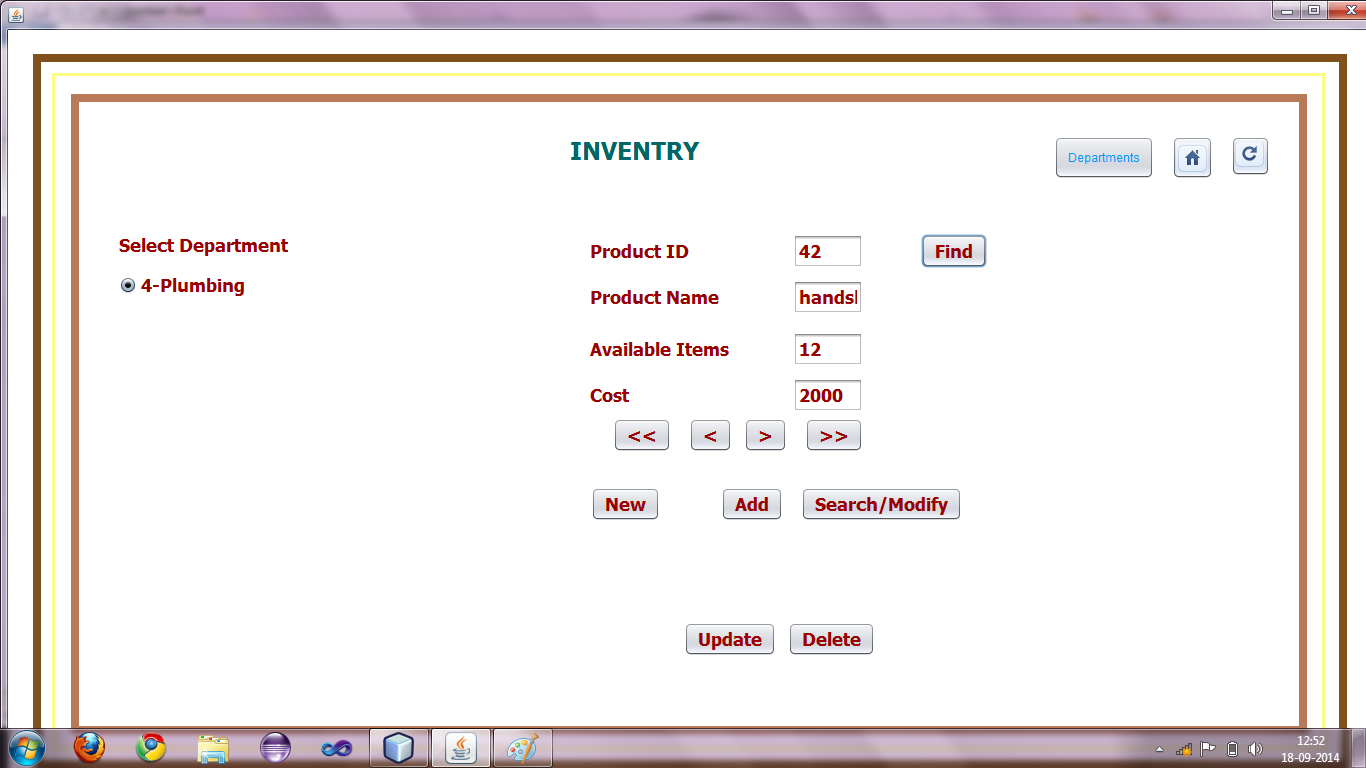 INVENTRY
Departments
Select Department
4-Plumbing
Product ID
42
Find
Product Name
Available Items
12
Cost
2000
<<
<
>
>>
New
Add
Search/Modify
Update
Delete
12:52
18-09-2014